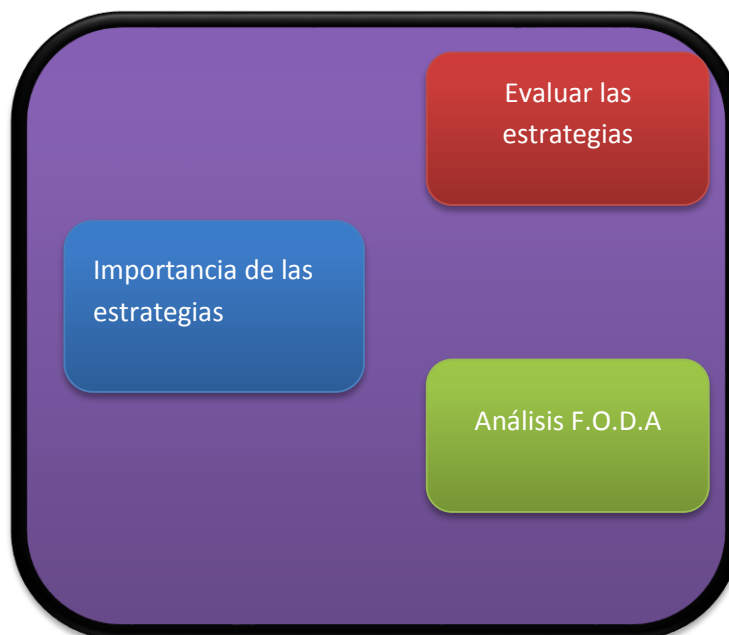 Evaluar las
estrategias
Importancia de las
estrategias
Análisis F.O.D.A